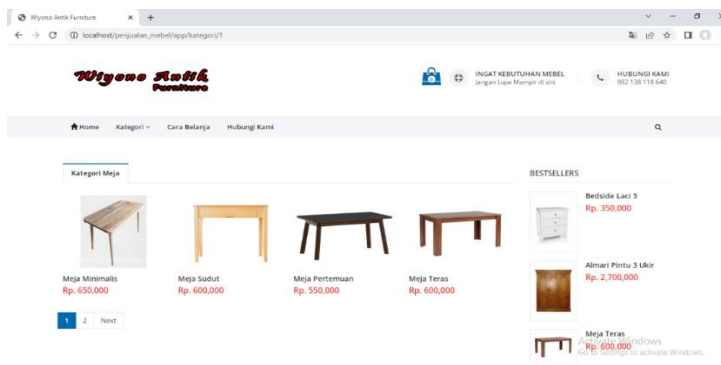 Wiyono Antik Furniture
localhost/penjualan_mebel/app/kategori/1
Wiyono Antik
Furniture
INGAT KEBUTUHAN MEBEL
Jangan Lupa Mampir di sini
HUBUNGI KAMI
082 138 118 640
Home Kategori Cara Belanja Hubungi Kami
Kategori Meja
BESTSELLERS
Meja Minimalis
Rp. 650,000
Meja Sudut
Rp. 600,000
Meja Pertemuan
Rp. 550,000
Meja Teras
Rp. 600,000
1 2 Next
Bedside Laci 3
Rp. 350,000
Almari Pintu 3 Ukir
Rp. 2,700,000
Meja Teras
Rp. 600,000
Activate Windows
Go to Settings to activate Windows.